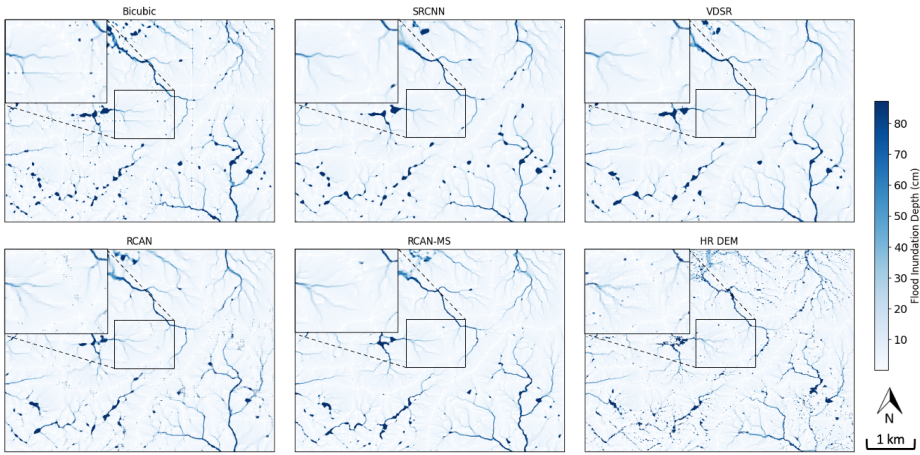 Bicubic
SRCNN
VDSR
RCAN
RCAN-MS
HR DEM
80
70
60
50
40
30
20
10
Flood Inundation Depth (cm)
N
1 km